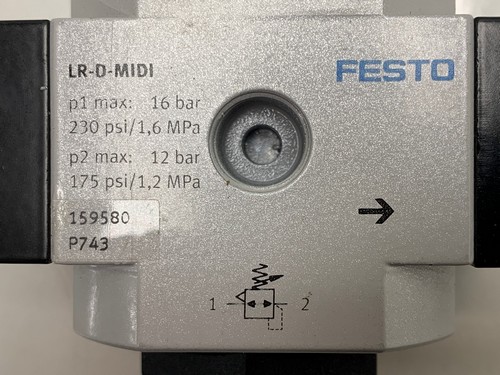 LR-D-MIDI
FESTO
p1 max: 16 bar
230 psi/1,6 MPa
p2 max: 12 bar
175 psi/1,2 MPa
159580
P743
1 2